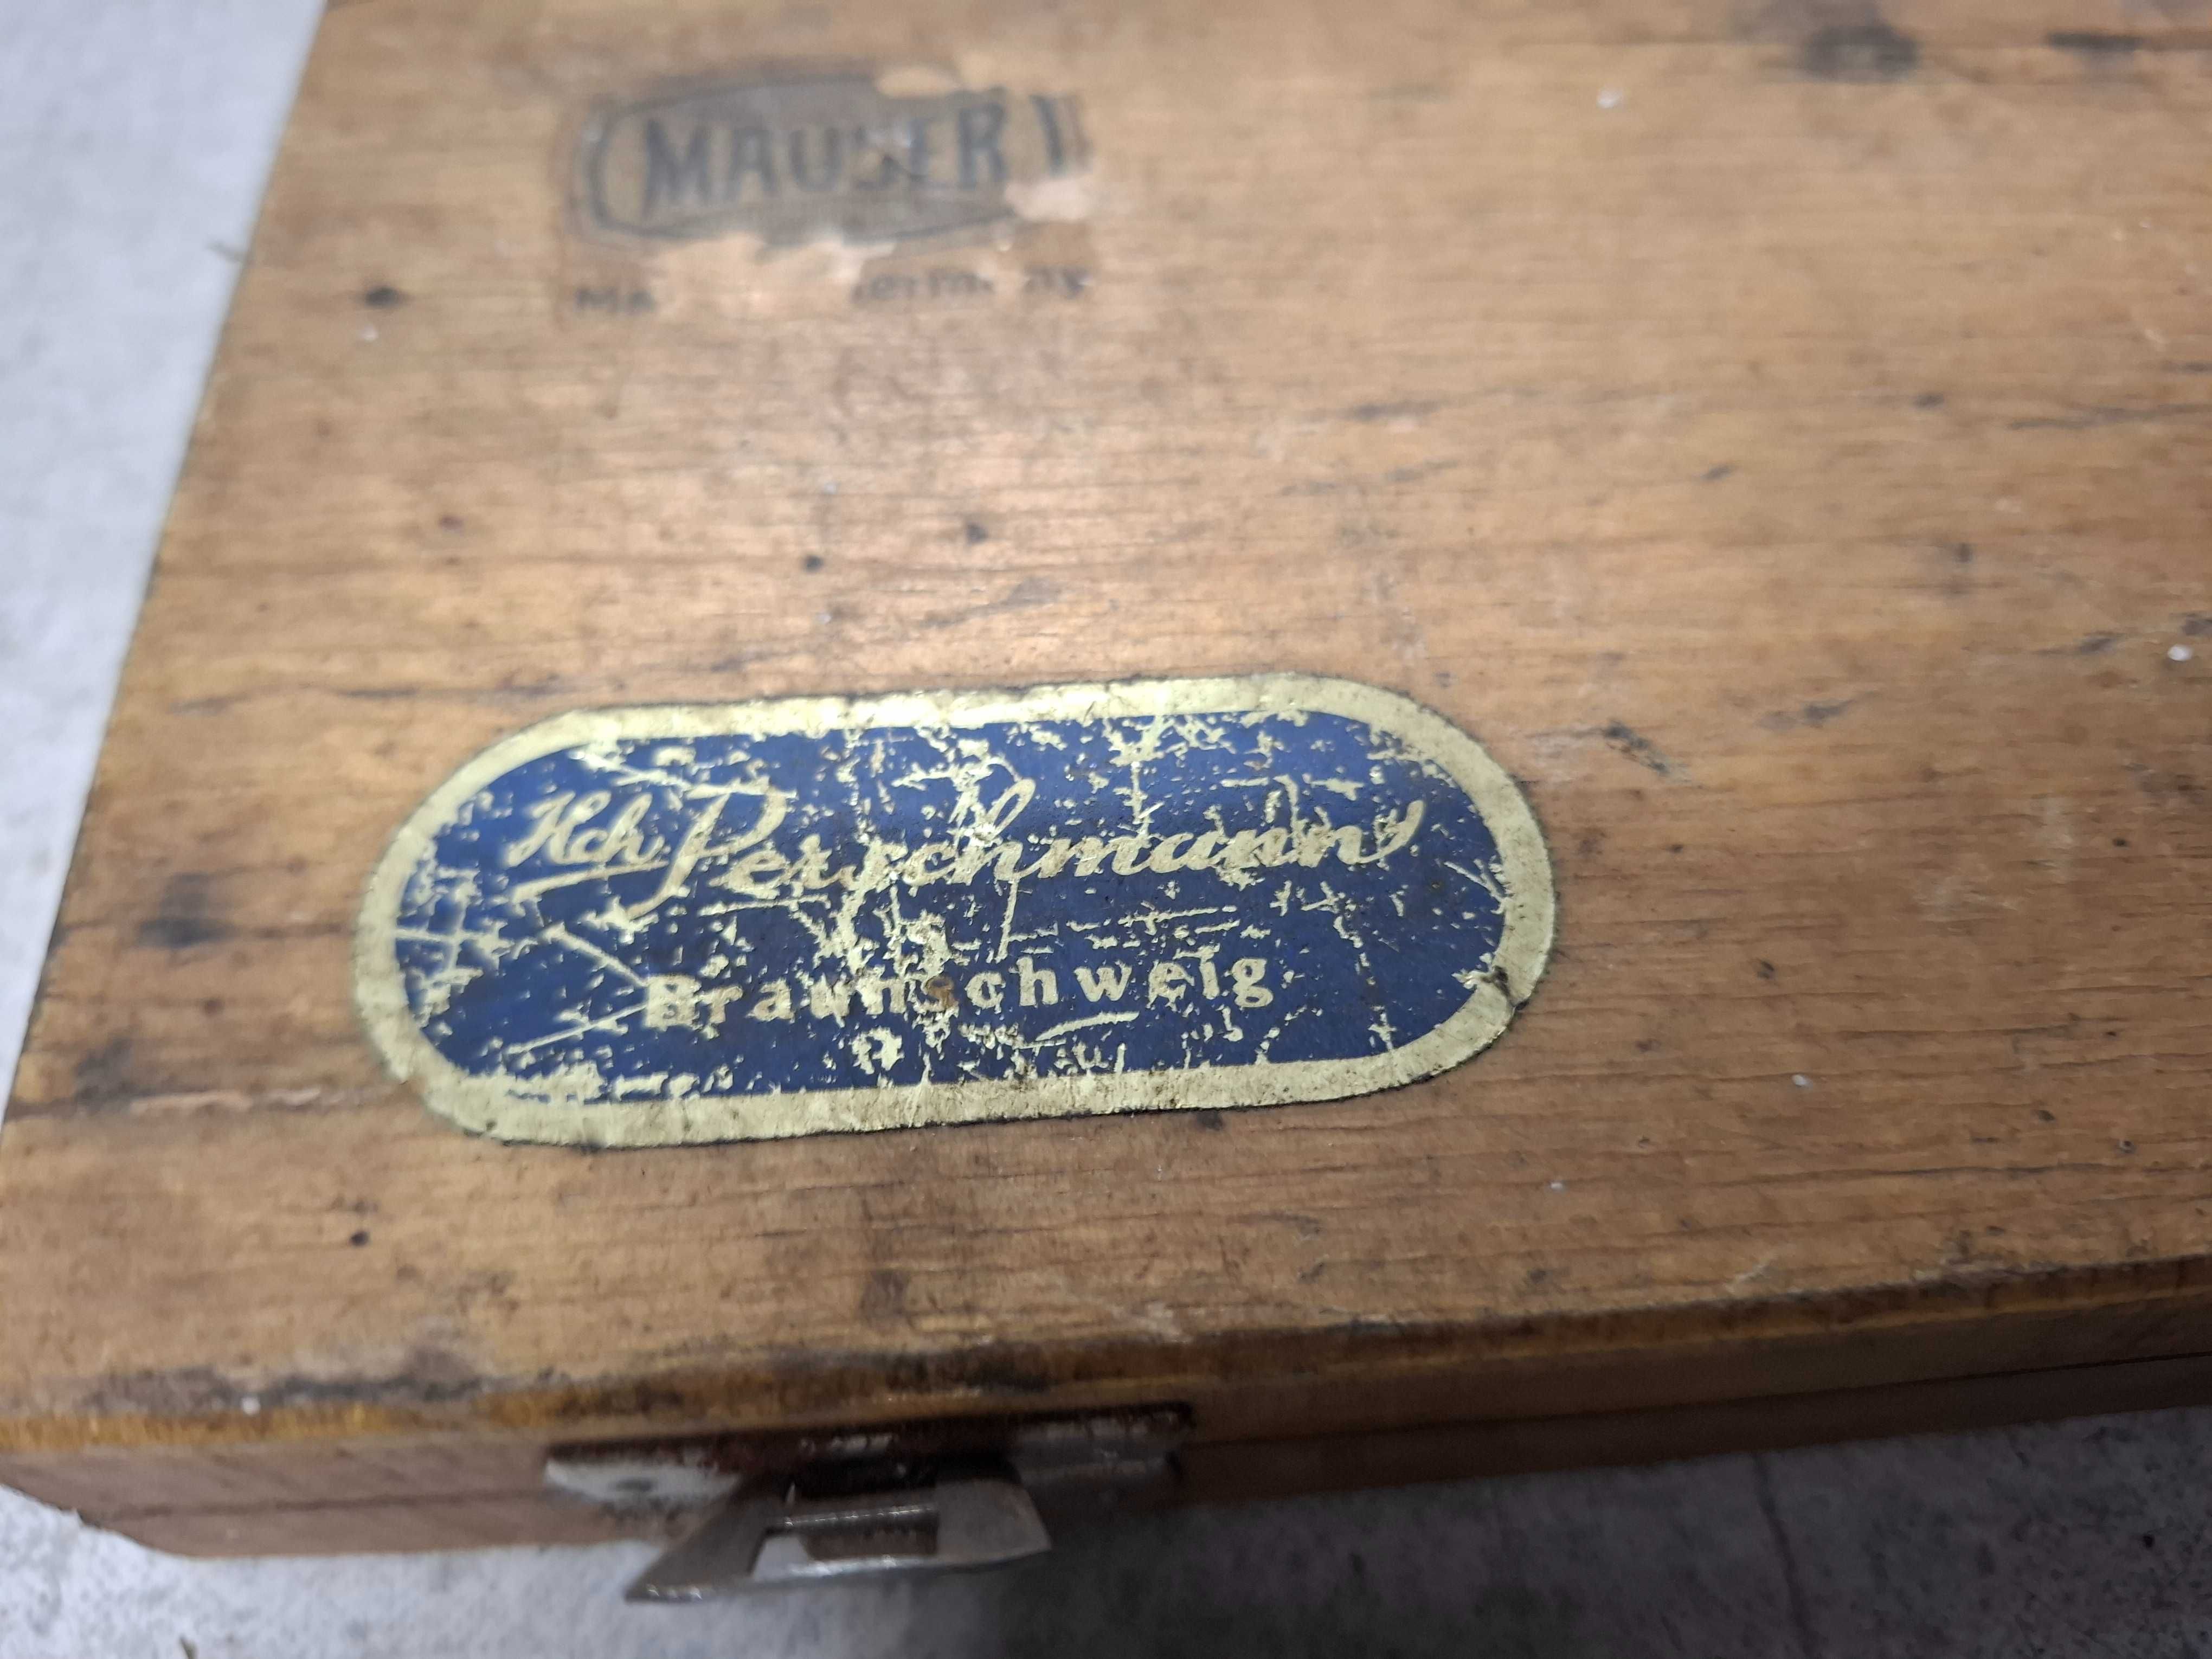 MAUSER
Hch Perschmann
Braunschweig